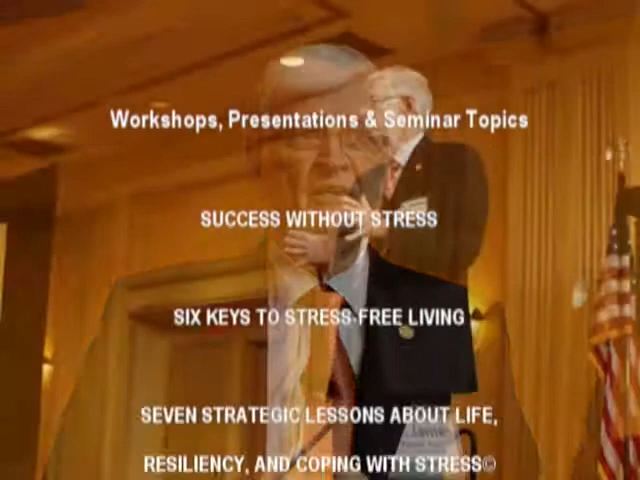 Workshops, Presentations & Seminar Topics
SUCCESS WITHOUT STRESS
SIX KEYS TO STRESS-FREE LIVING
SEVEN STRATEGIC LESSONS ABOUT LIFE,
RESILIENCY, AND COPING WITH STRESS©